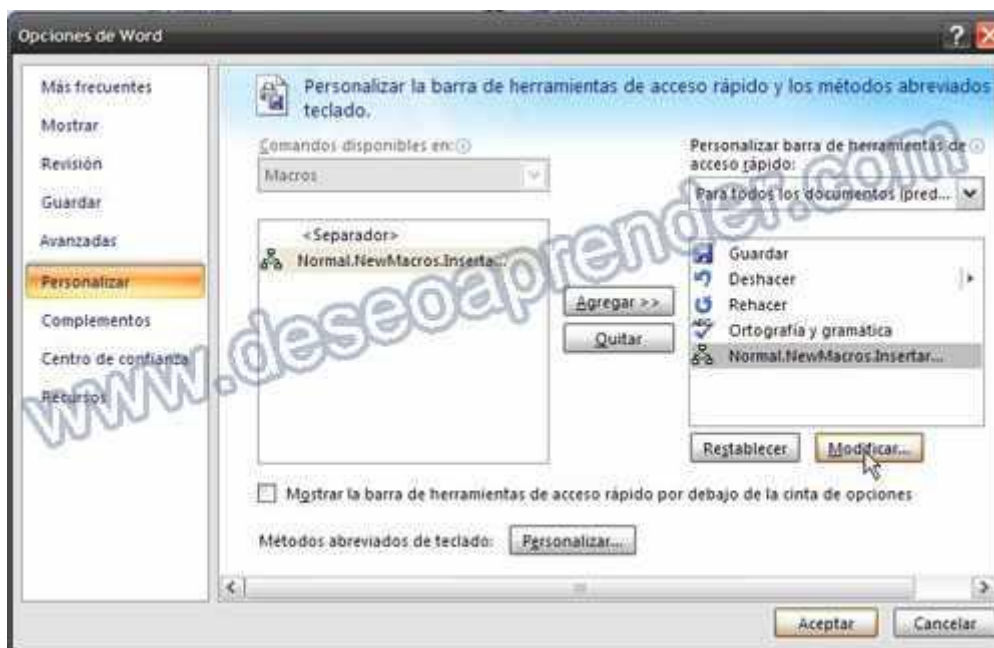 Opciones de Word
Más frecuentes
Mostrar
Revisión
Guardar
Avanzadas
Personalizar
Complementos
Centro de confianza
Recursos
Personalizar la barra de herramientas de acceso rápido y los métodos abreviados
teclado.
Comandos disponibles en:
Macros
<Separador>
Normal.NewMacros.Inserta...
Agregar >>
Quitar
Personalizar barra de herramientas de
acceso rápido:
Para todos los documentos (pred...
Guardar
Deshacer
Rehacer
Ortografía y gramática
Normal.NewMacros.Insertar...
Restablecer
Modificar...
Mostrar la barra de herramientas de acceso rápido por debajo de la cinta de opciones
Métodos abreviados de teclado:
Personalizar...
Aceptar
Cancelar
www.deseoaprender.com